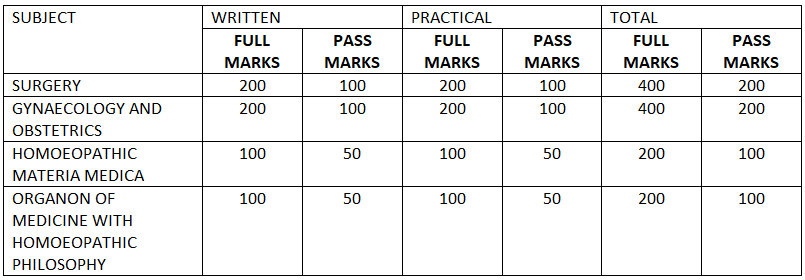 SUBJECT WRITTEN PRACTICAL TOTAL
FULL MARKS PASS MARKS FULL MARKS PASS MARKS FULL MARKS PASS MARKS
SURGERY 200 100 200 100 400 200
GYNAECOLOGY AND 200 100 200 100 400 200
OBSTETRICS
HOMOEOPATHIC 100 50 100 50 200 100
MATERIA MEDICA
ORGANON OF 100 50 100 50 200 100
MEDICINE WITH
HOMOEOPATHIC
PHILOSOPHY